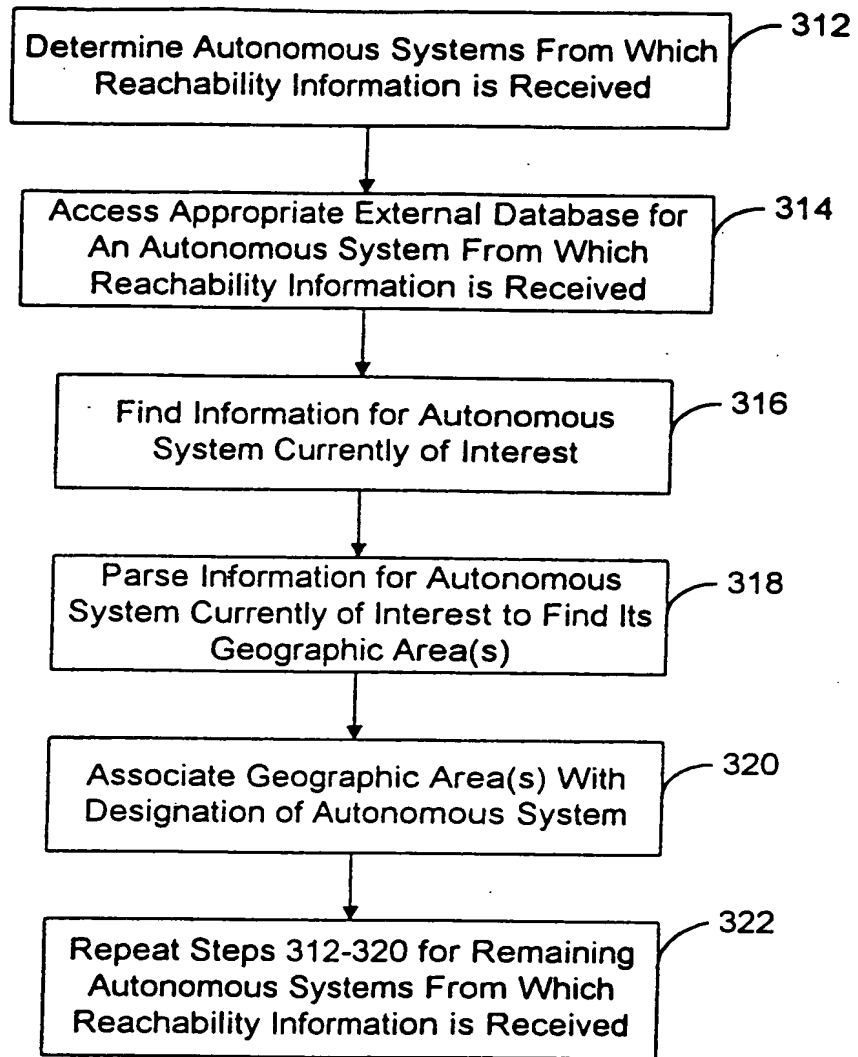 Determine Autonomous Systems From Which
Reachability Information is Received
312
Access Appropriate External Database for
An Autonomous System From Which
Reachability Information is Received
314
Find Information for Autonomous
System Currently of Interest
316
Parse Information for Autonomous
System Currently of Interest to Find Its
Geographic Area(s)
318
Associate Geographic Area(s) With
Designation of Autonomous System
320
Repeat Steps 312-320 for Remaining
Autonomous Systems From Which
Reachability Information is Received
322